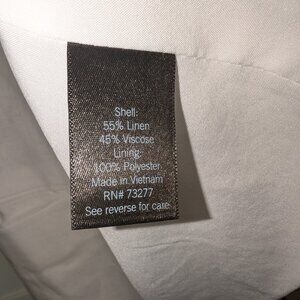 Shell:
55% Linen
45% Viscose
Lining:
100% Polyester
Made in Vietnam
RN# 73277
See reverse for care